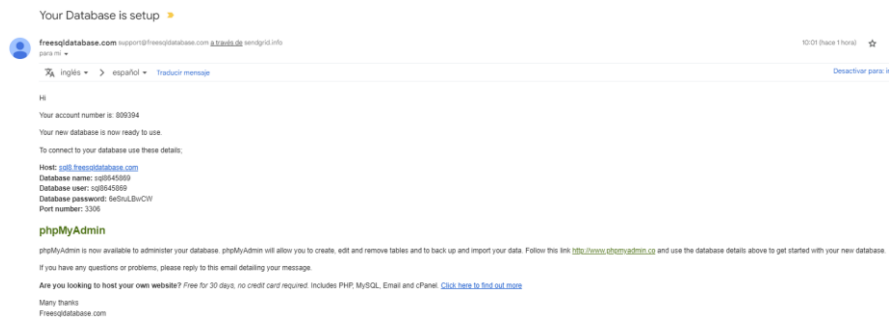 Your Database is setup
freesqldatabase.com support@freesqldatabase.com a través de sendgrid.info
10:01 (hace 1 hora)
para mí
inglés > español Traducir mensaje
Desactivar para: i
Hi
Your account number is: 809394
Your new database is now ready to use.
To connect to your database use these details;
Host: sql8.freesqldatabase.com
Database name: sql8645869
Database user: sql8645869
Database password: 6eSruLBwCW
Port number: 3306
phpMyAdmin
phpMyAdmin is now available to administer your database. phpMyAdmin will allow you to create, edit and remove tables and to back up and import your data. Follow this link http://www.phpmyadmin.co and use the database details above to get started with your new database.
If you have any questions or problems, please reply to this email detailing your message.
Are you looking to host your own website? Free for 30 days, no credit card required. Includes PHP, MySQL, Email and cPanel. Click here to find out more
Many thanks
Freesqldatabase.com